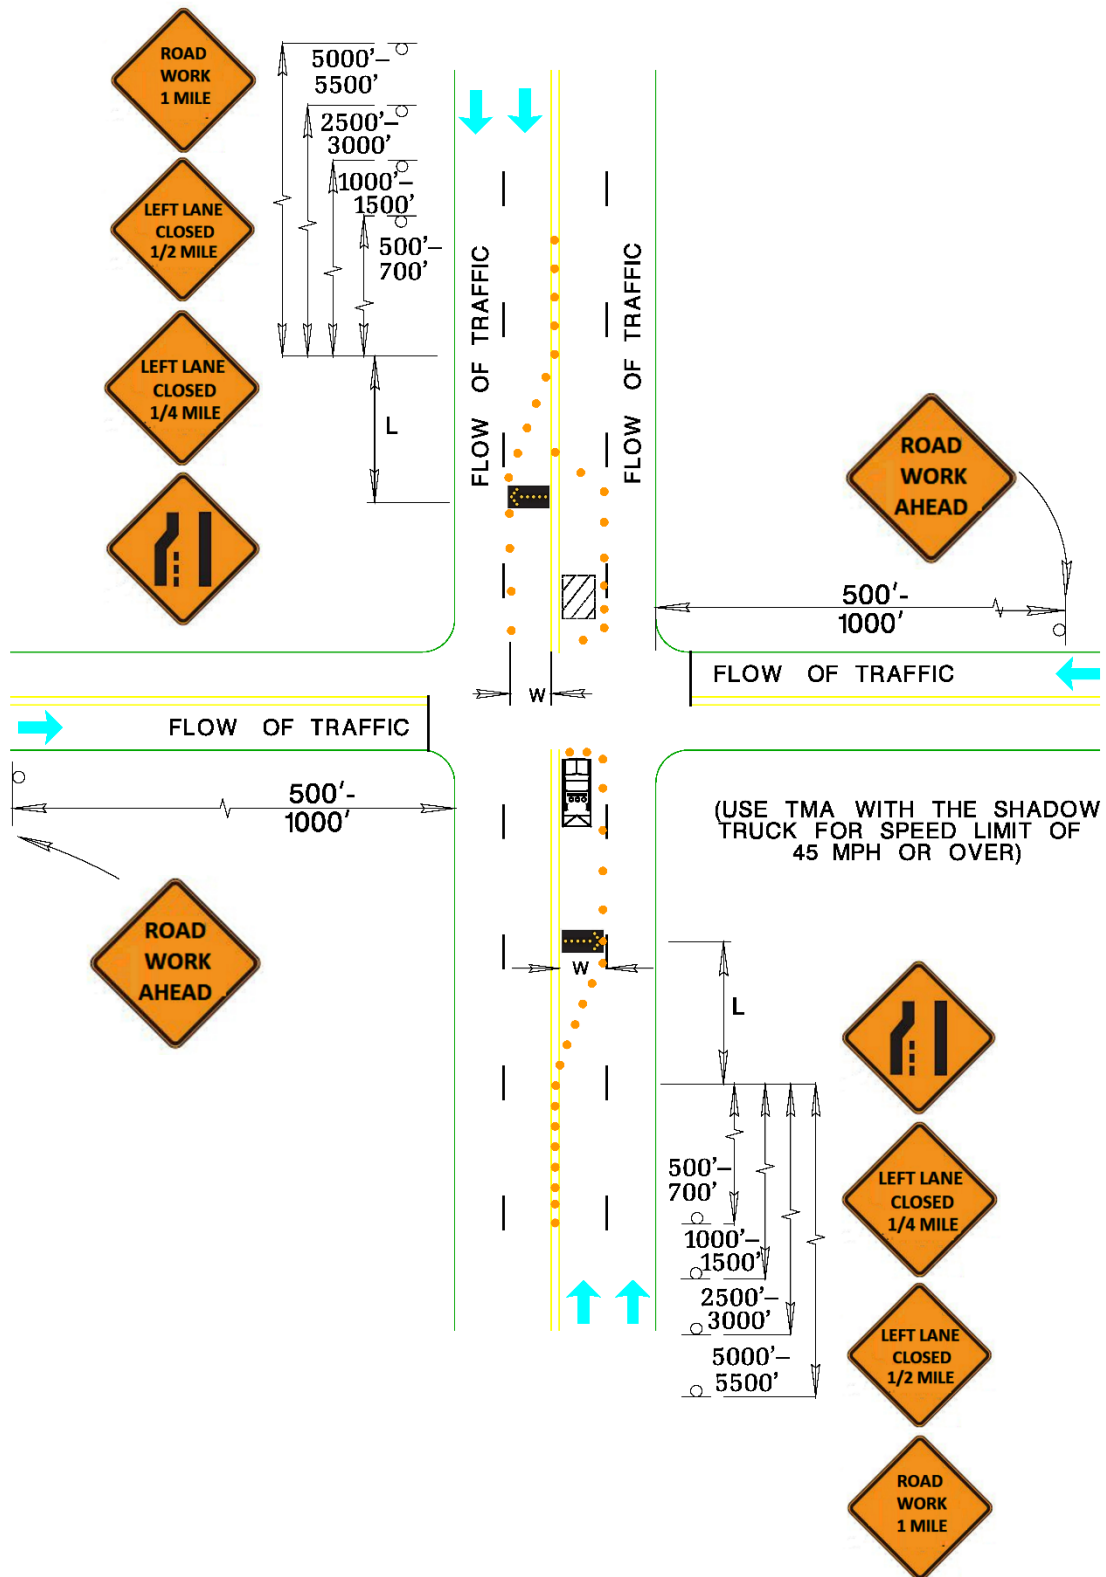 ROAD
WORK
1 MILE
5000'–
5500'
2500'–
3000'
1000'–
1500'
500'–
700'
LEFT LANE
CLOSED
1/2 MILE
LEFT LANE
CLOSED
1/4 MILE
L
FLOW OF TRAFFIC
FLOW OF TRAFFIC
ROAD
WORK
AHEAD
500'-
1000'
FLOW OF TRAFFIC
W
FLOW OF TRAFFIC
500'-
1000'
(USE TMA WITH THE SHADOW
TRUCK FOR SPEED LIMIT OF
45 MPH OR OVER)
ROAD
WORK
AHEAD
W
L
500'–
700'
1000'–
1500'
2500'–
3000'
5000'–
5500'
LEFT LANE
CLOSED
1/4 MILE
LEFT LANE
CLOSED
1/2 MILE
ROAD
WORK
1 MILE